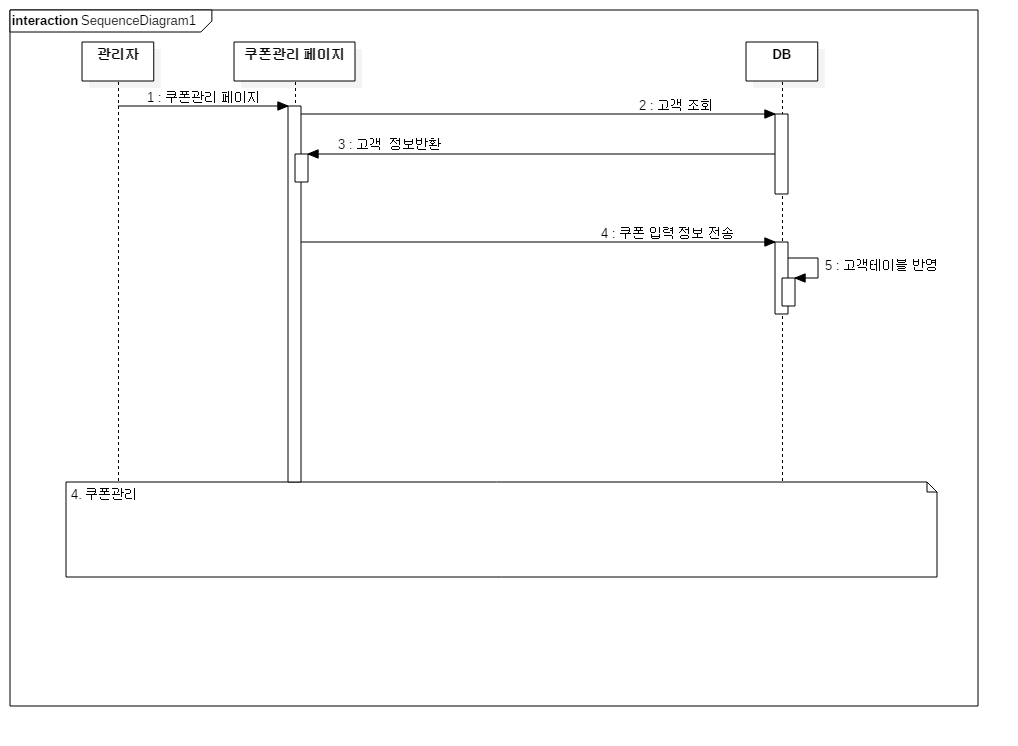 interaction SequenceDiagram1
관리자
쿠폰관리 페이지
DB
1 : 쿠폰관리 페이지
2 : 고객 조회
3 : 고객  정보반환
4 : 쿠폰 입력 정보 전송
5 : 고객테이블 반영
4. 쿠폰관리